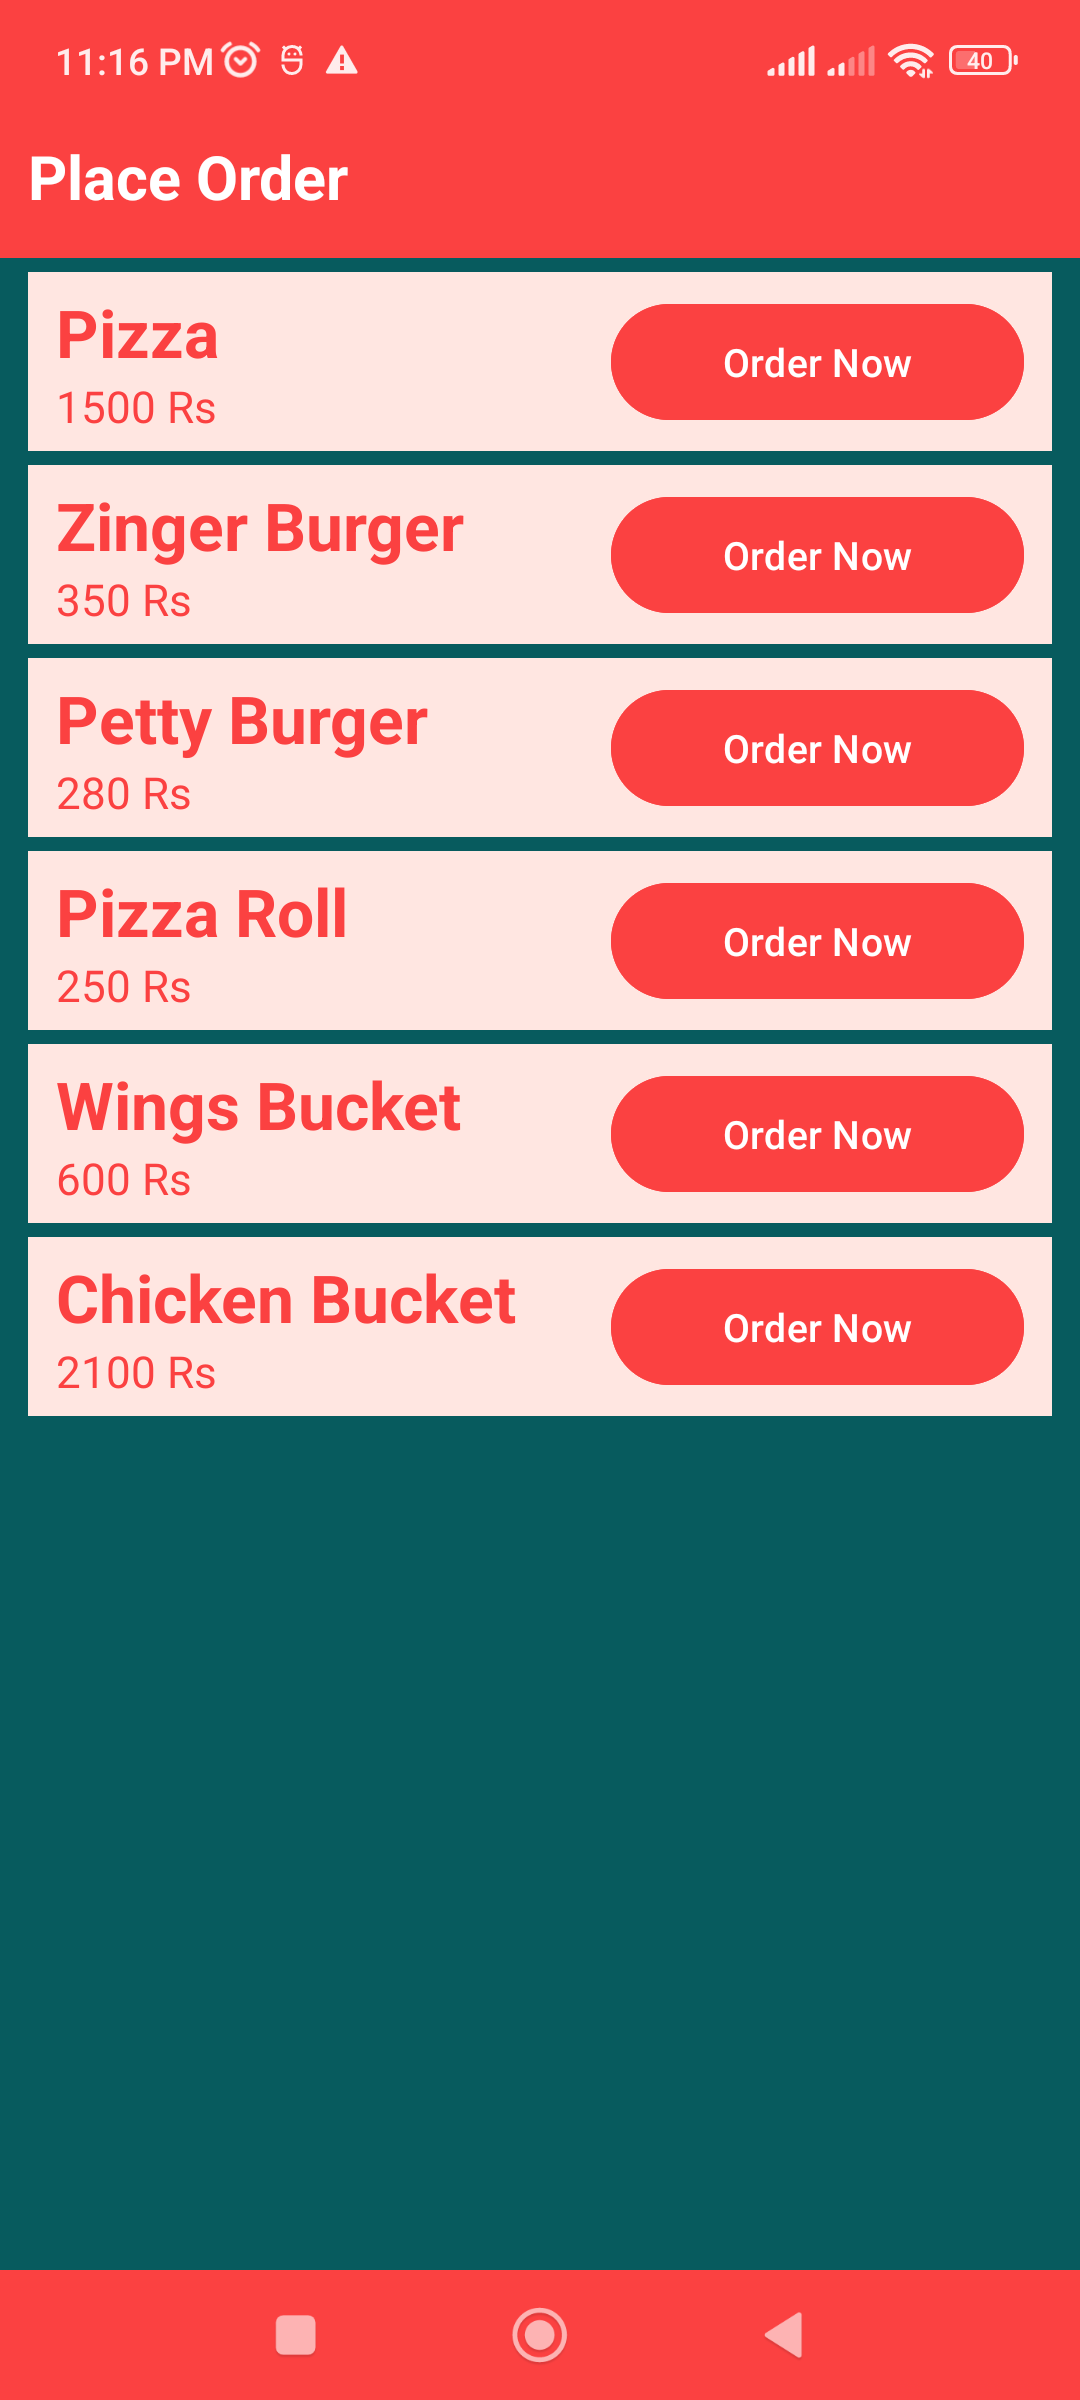 11:16 PM
40
Place Order
Pizza
1500 Rs
Order Now
Zinger Burger
350 Rs
Order Now
Petty Burger
280 Rs
Order Now
Pizza Roll
250 Rs
Order Now
Wings Bucket
600 Rs
Order Now
Chicken Bucket
2100 Rs
Order Now